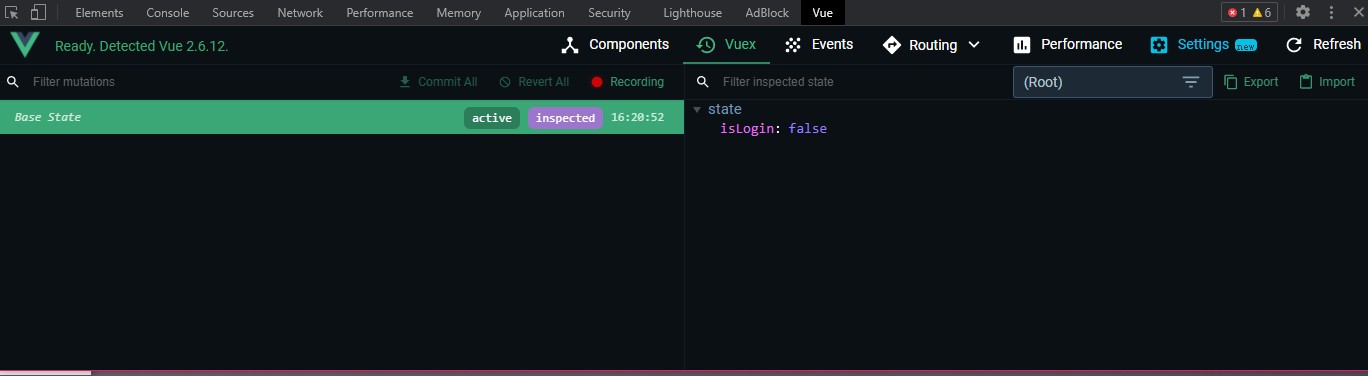 Elements Console Sources Network Performance Memory Application Security Lighthouse AdBlock Vue 1 6
Ready. Detected Vue 2.6.12. Components Vuex Events Routing Performance Settings new Refresh
Filter mutations Commit All Revert All Recording Filter inspected state (Root) Export Import
Base State active inspected 16:20:52 state
isLogin: false